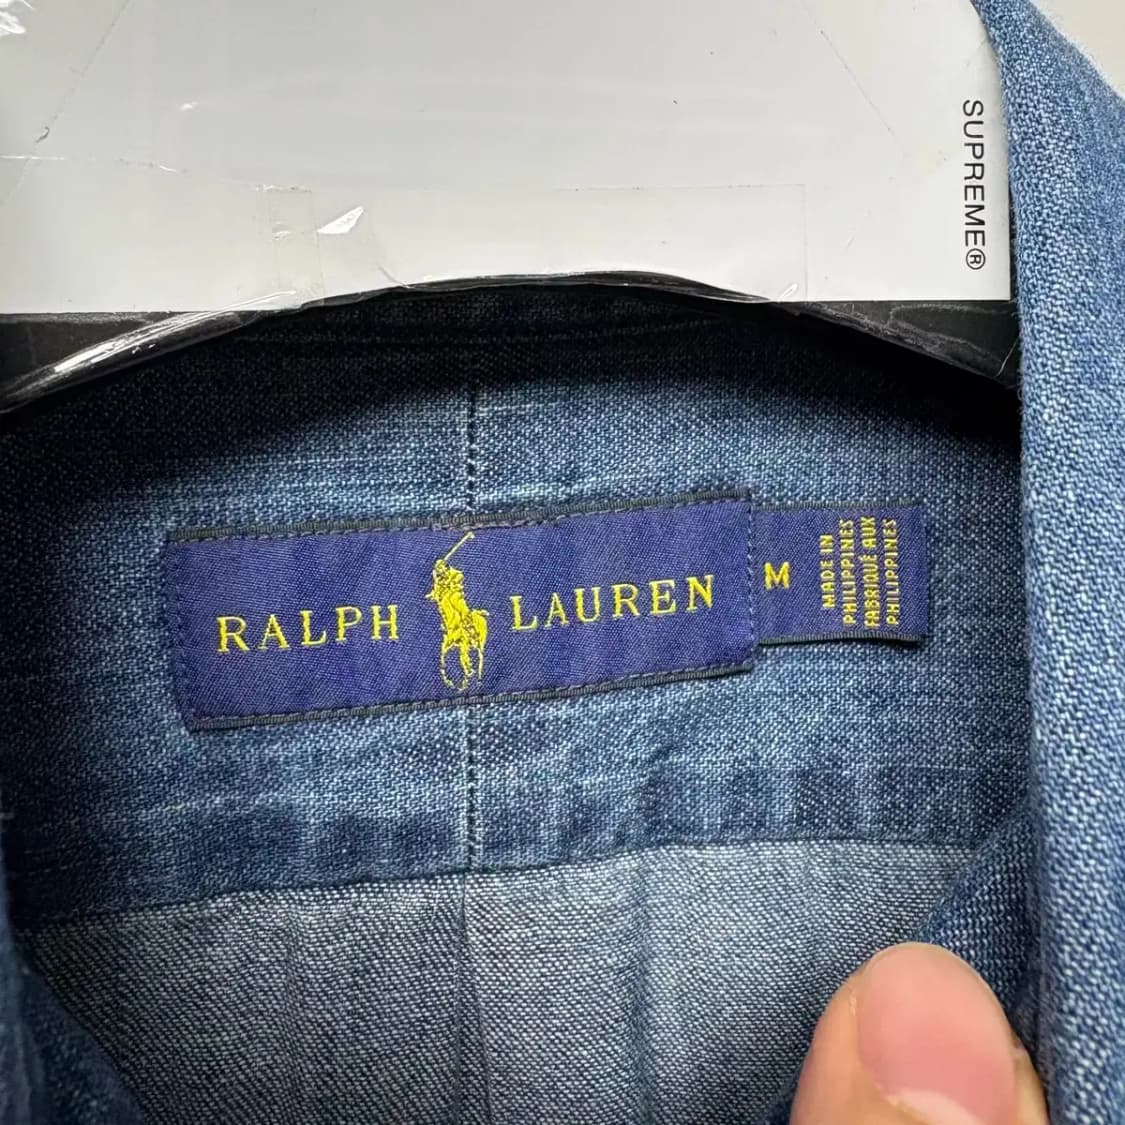 SUPREME®
RALPH LAUREN
M
MADE IN
PHILIPPINES
FABRIQUÉ AUX
PHILIPPINES